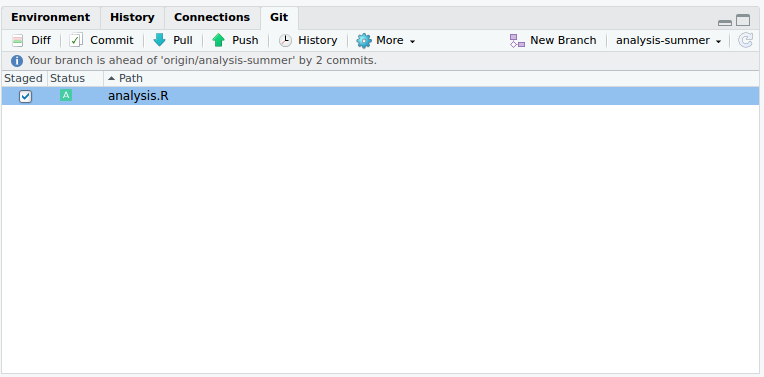 Environment History Connections Git
Diff Commit Pull Push History More New Branch analysis-summer
Your branch is ahead of 'origin/analysis-summer' by 2 commits.
Staged Status Path
A analysis.R